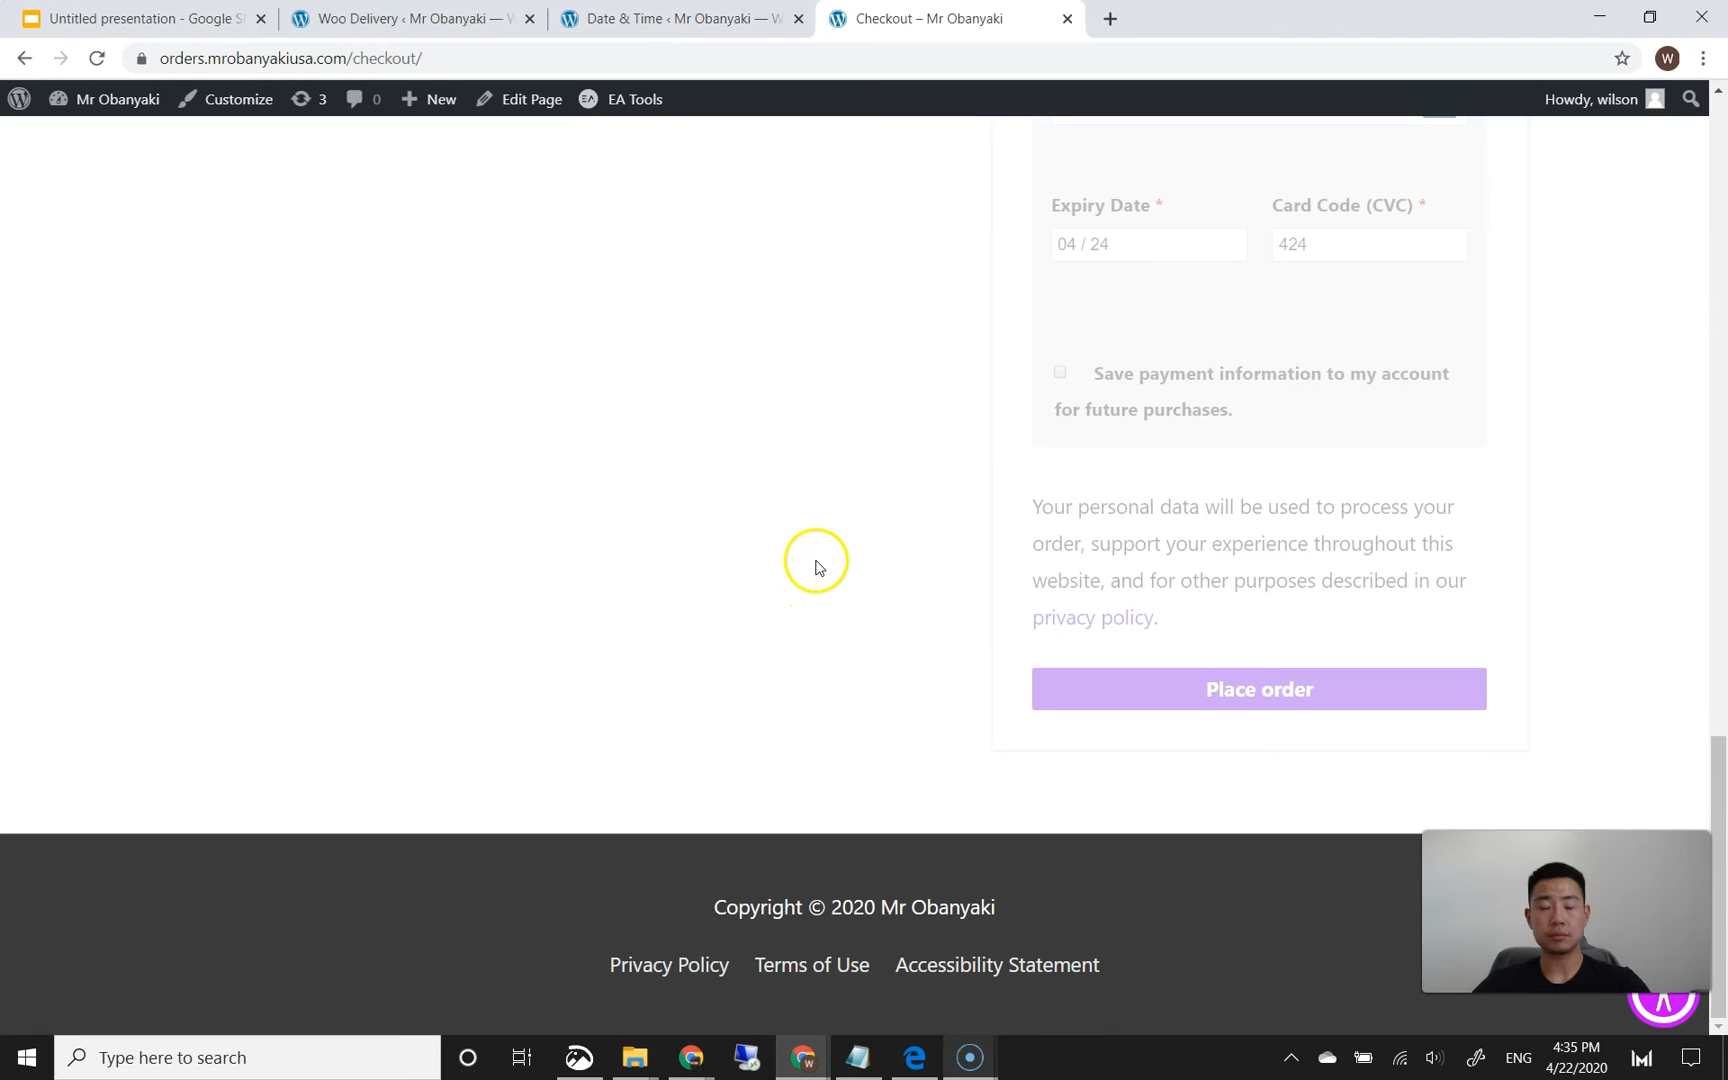 Untitled presentation - Google S
Woo Delivery ‹ Mr Obanyaki — W
Date & Time ‹ Mr Obanyaki — W
Checkout – Mr Obanyaki
orders.mrobanyakiusa.com/checkout/
W
Mr Obanyaki
Customize
3
0
New
Edit Page
EA
EA Tools
Howdy, wilson
Expiry Date *
Card Code (CVC) *
04 / 24
424
Save payment information to my account
for future purchases.
Your personal data will be used to process your
order, support your experience throughout this
website, and for other purposes described in our
privacy policy.
Place order
Copyright © 2020 Mr Obanyaki
Privacy Policy
Terms of Use
Accessibility Statement
Type here to search
ENG
4:35 PM
4/22/2020